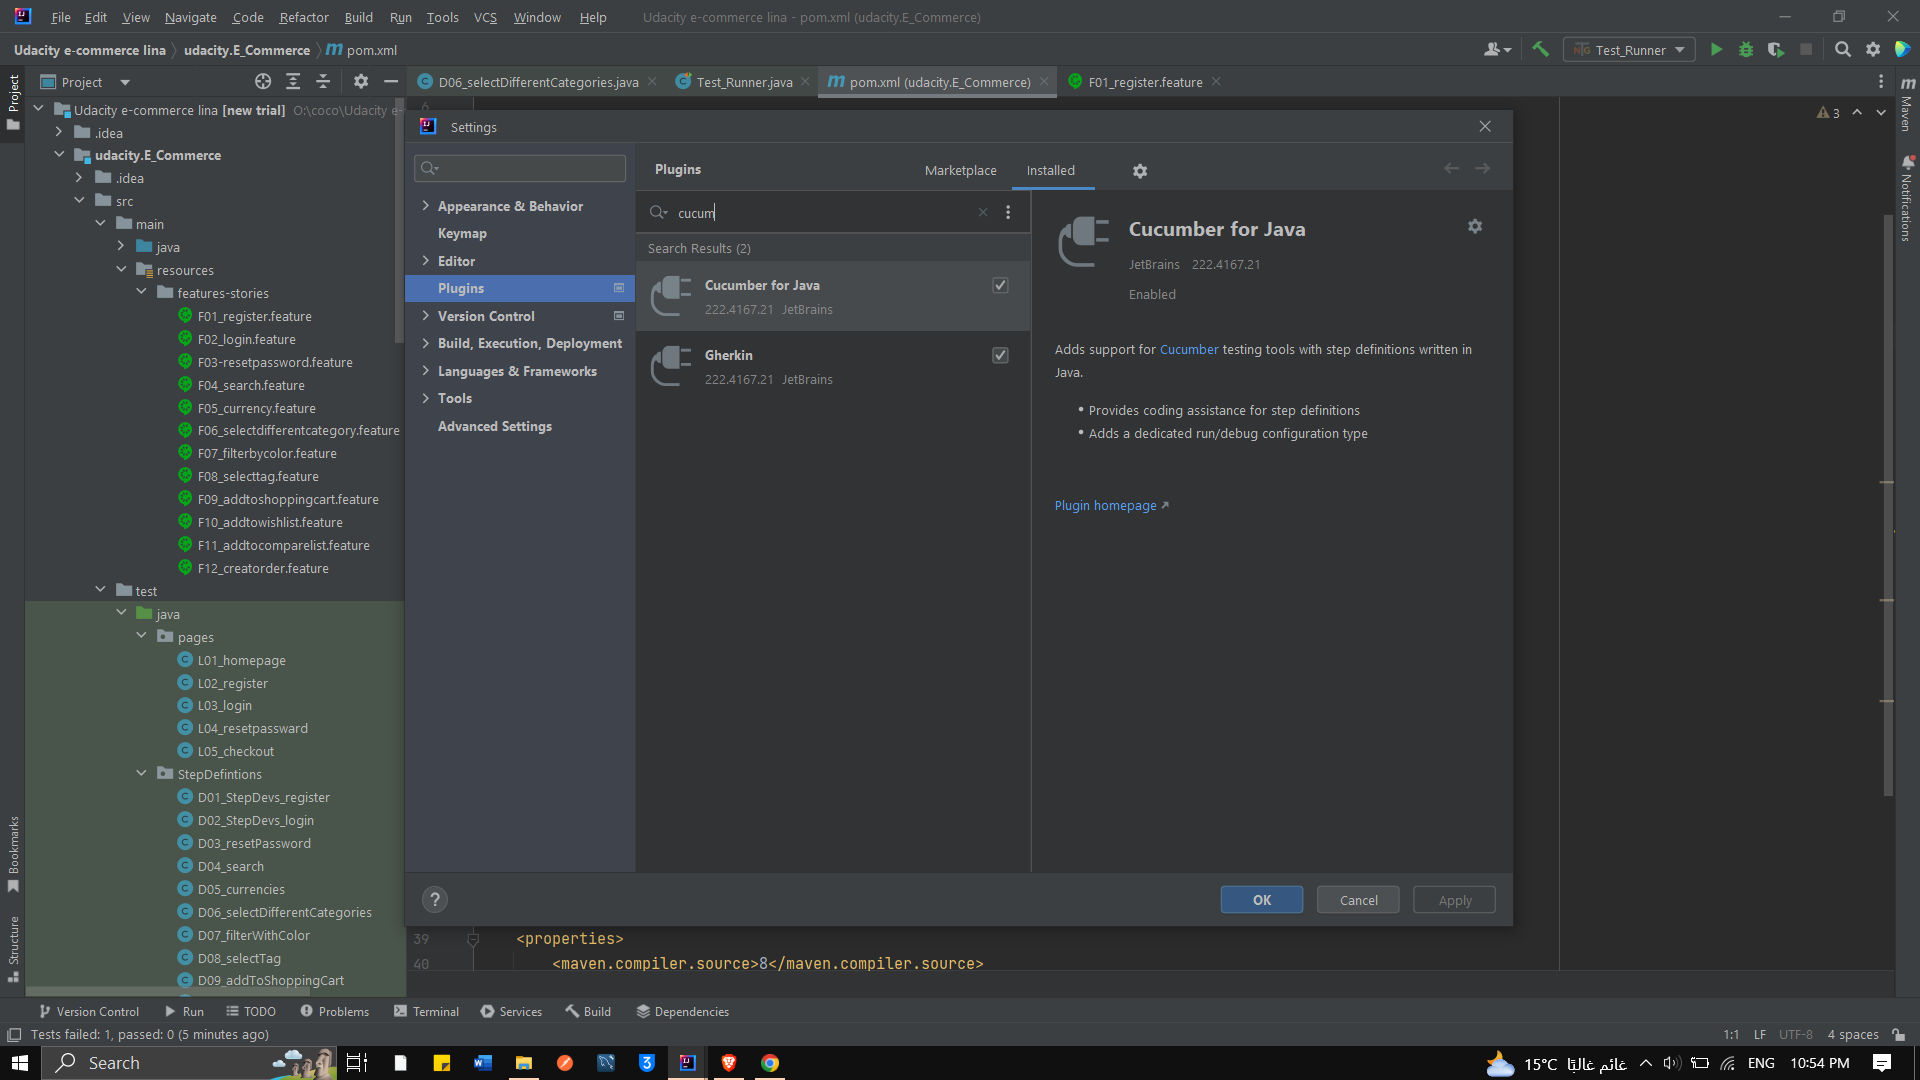 File Edit View Navigate Code Refactor Build Run Tools VCS Window Help Udacity e-commerce lina - pom.xml (udacity.E_Commerce)
Udacity e-commerce lina udacity.E_Commerce m pom.xml
Test_Runner
Project
D06_selectDifferentCategories.java Test_Runner.java pom.xml (udacity.E_Commerce) F01_register.feature
Project
Maven
Notifications
Bookmarks
Structure
3
6
Udacity e-commerce lina [new trial] O:\coco\Udacity e-
.idea
udacity.E_Commerce
.idea
src
main
java
resources
features-stories
F01_register.feature
F02_login.feature
F03-resetpassword.feature
F04_search.feature
F05_currency.feature
F06_selectdifferentcategory.feature
F07_filterbycolor.feature
F08_selecttag.feature
F09_addtoshoppingcart.feature
F10_addtowishlist.feature
F11_addtocomparelist.feature
F12_creatorder.feature
test
java
pages
L01_homepage
L02_register
L03_login
L04_resetpassward
L05_checkout
StepDefintions
D01_StepDevs_register
D02_StepDevs_login
D03_resetPassword
D04_search
D05_currencies
D06_selectDifferentCategories
D07_filterWithColor
D08_selectTag
D09_addToShoppingCart
Settings
Appearance & Behavior
Keymap
Editor
Plugins
Version Control
Build, Execution, Deployment
Languages & Frameworks
Tools
Advanced Settings
Plugins Marketplace Installed
cucum
Search Results (2)
Cucumber for Java
222.4167.21 JetBrains
Gherkin
222.4167.21 JetBrains
Cucumber for Java
JetBrains 222.4167.21
Enabled
Adds support for Cucumber testing tools with step definitions written in
Java.
• Provides coding assistance for step definitions
• Adds a dedicated run/debug configuration type
Plugin homepage
? OK Cancel Apply
39 <properties>
40 <maven.compiler.source>8</maven.compiler.source>
Version Control Run TODO Problems Terminal Services Build Dependencies
Tests failed: 1, passed: 0 (5 minutes ago)
1:1 LF UTF-8 4 spaces
Search
15°C غائم غالبًا ENG 10:54 PM